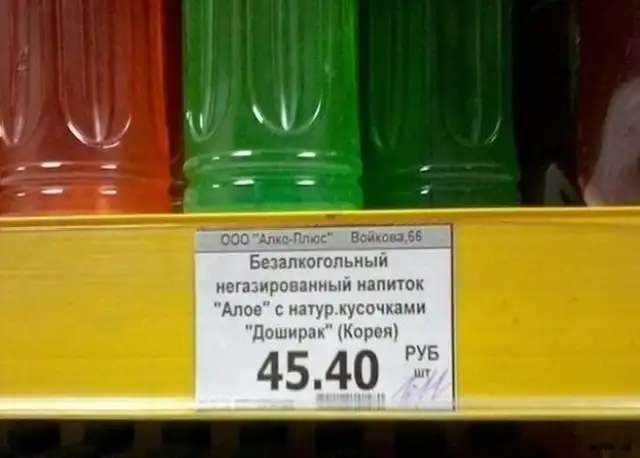 ООО "Алко-Плюс" Войкова,66
Безалкогольный
негазированный напиток
"Алое" с натур.кусочками
"Доширак" (Корея)
45.40 РУБ
шт